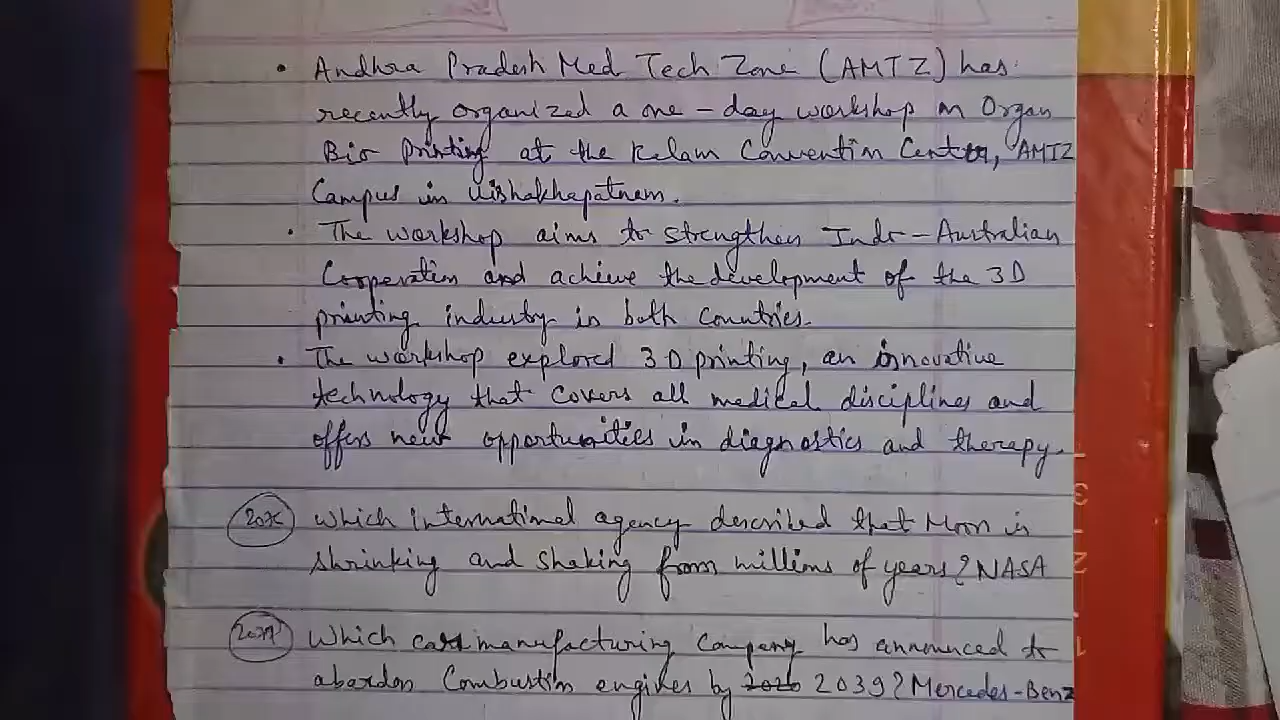 • Andhra Pradesh Med Tech Zone (AMTZ) has
recently organized a one-day workshop on Organ
Bio Printing at the Kalam Convention Center, AMTZ
Campus in Vishakhapatnam.
• The workshop aims to strengthen Indo-Australian
Cooperation and achieve the development of the 3D
printing industry in both Countries.
• The workshop explored 3D printing, an innovative
technology that covers all medical disciplines and
offers new opportunities in diagnostics and therapy.
Which international agency described that Moon is
shrinking and shaking from millions of years? NASA
Which car manufacturing Company has announced to
abandon Combustion engines by 2039? Mercedes-Benz